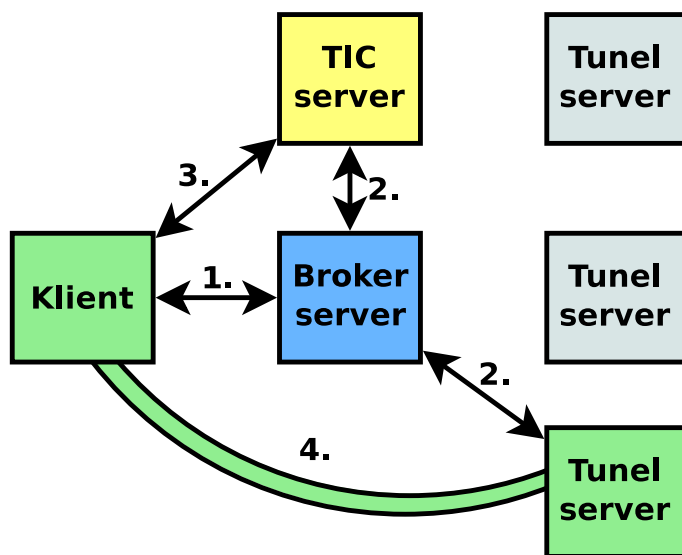 TIC
server
Tunel
server
3.
2.
Klient
1.
Broker
server
Tunel
server
2.
4.
Tunel
server